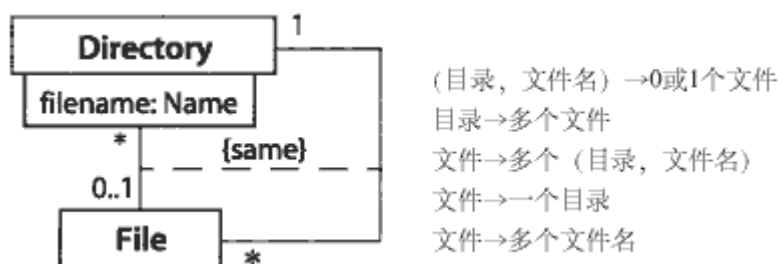 Directory
1
filename: Name
*
{same}
0..1
File
*
(目录，文件名) →0或1个文件
目录→多个文件
文件→多个（目录，文件名）
文件→一个目录
文件→多个文件名